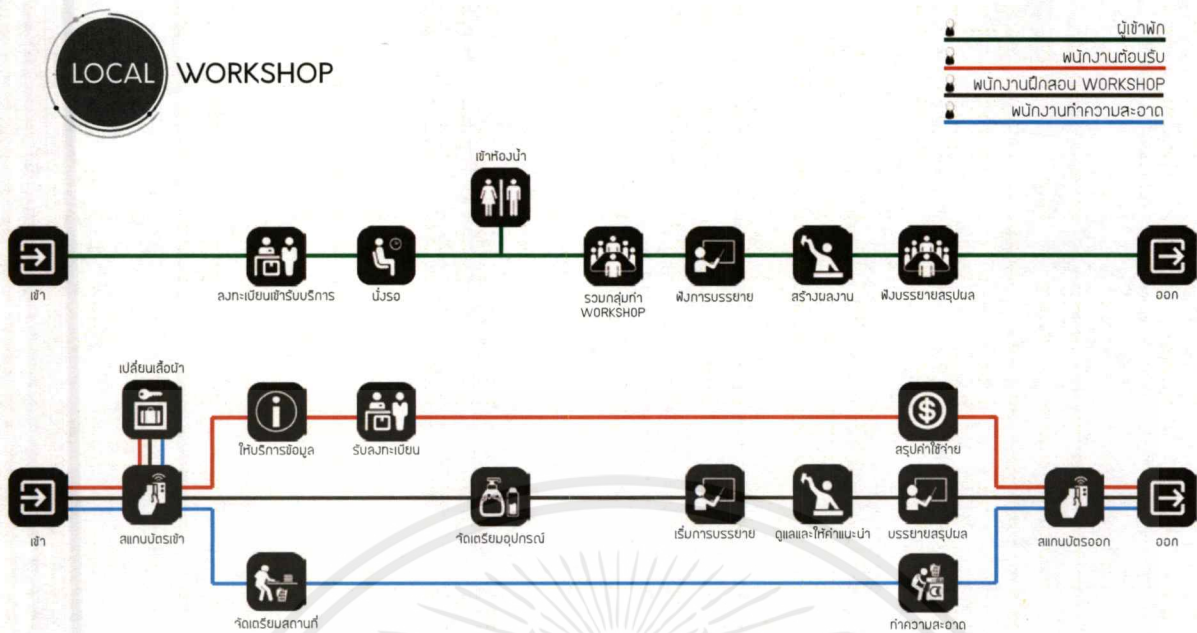 LOCAL WORKSHOP
ผู้เข้าพัก
พนักงานต้อนรับ
พนักงานฝึกสอน WORKSHOP
พนักงานทำความสะอาด
เข้าห้องน้ำ
เข้า
ลงทะเบียนเข้ารับบริการ
นั่งรอ
รวมกลุ่มทำ
WORKSHOP
ฟังการบรรยาย
สร้างผลงาน
ฟังบรรยายสรุปผล
ออก
เปลี่ยนเสื้อผ้า
ให้บริการข้อมูล
รับลงทะเบียน
สรุปค่าใช้จ่าย
เข้า
สแกนบัตรเข้า
จัดเตรียมอุปกรณ์
เริ่มการบรรยาย
ดูแลและให้คำแนะนำ
บรรยายสรุปผล
สแกนบัตรออก
ออก
จัดเตรียมสถานที่
ทำความสะอาด